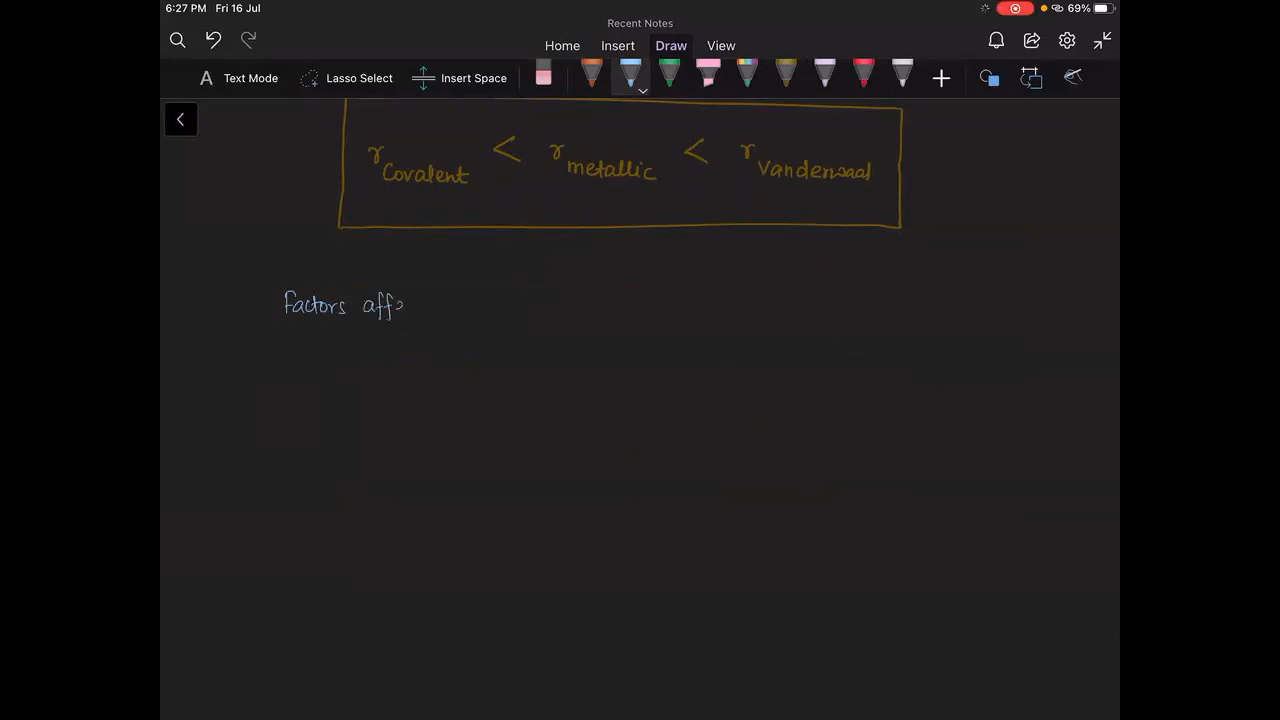 6:27 PM Fri 16 Jul 69%
Recent Notes
Home Insert Draw View
Text Mode Lasso Select Insert Space
r Covalent < r metallic < r Vanderwaal
Factors aff